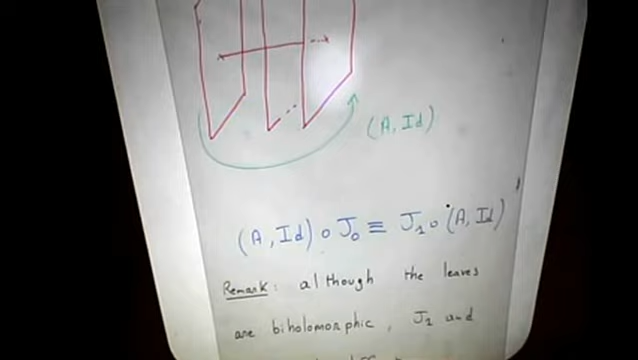 (A, Id)
(A, Id) ∘ J₀ ≡ J₁ ∘ (A, Id)
Remark: although the leaves
are biholomorphic, J₁ and